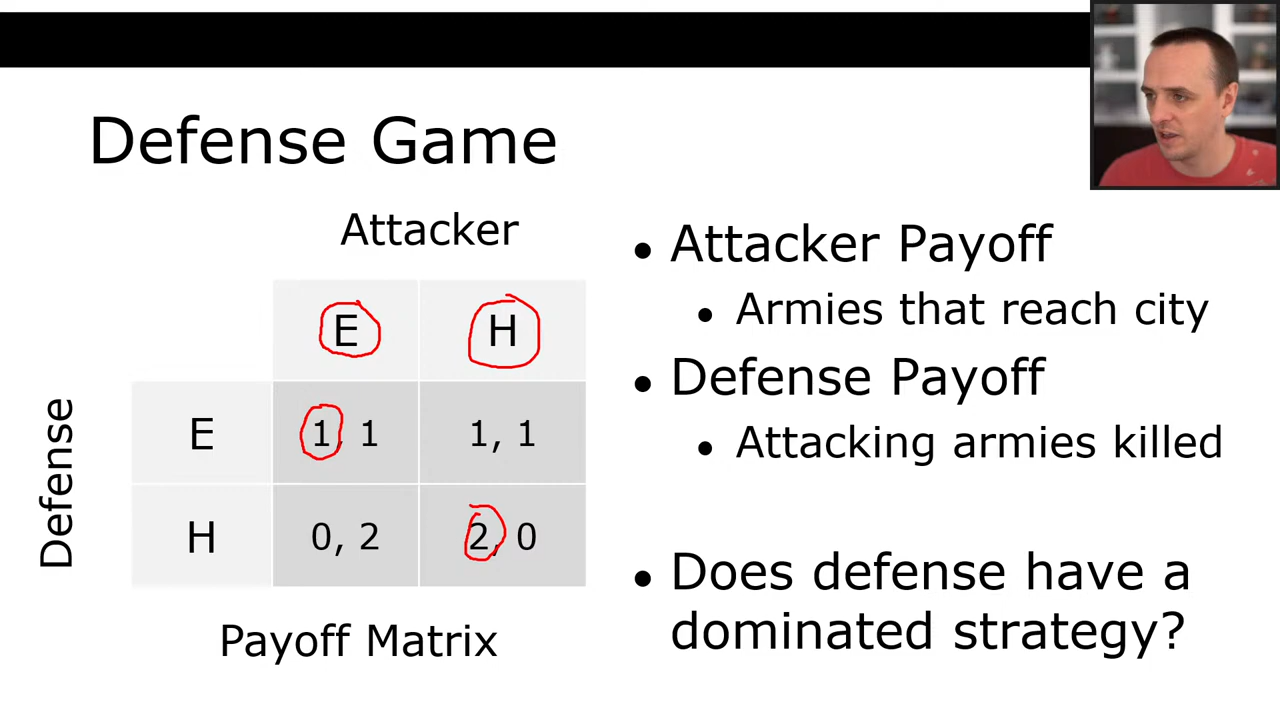 Defense Game
Attacker
E H
Defense
E 1, 1 1, 1
H 0, 2 2, 0
Payoff Matrix
• Attacker Payoff
• Armies that reach city
• Defense Payoff
• Attacking armies killed
• Does defense have a
dominated strategy?